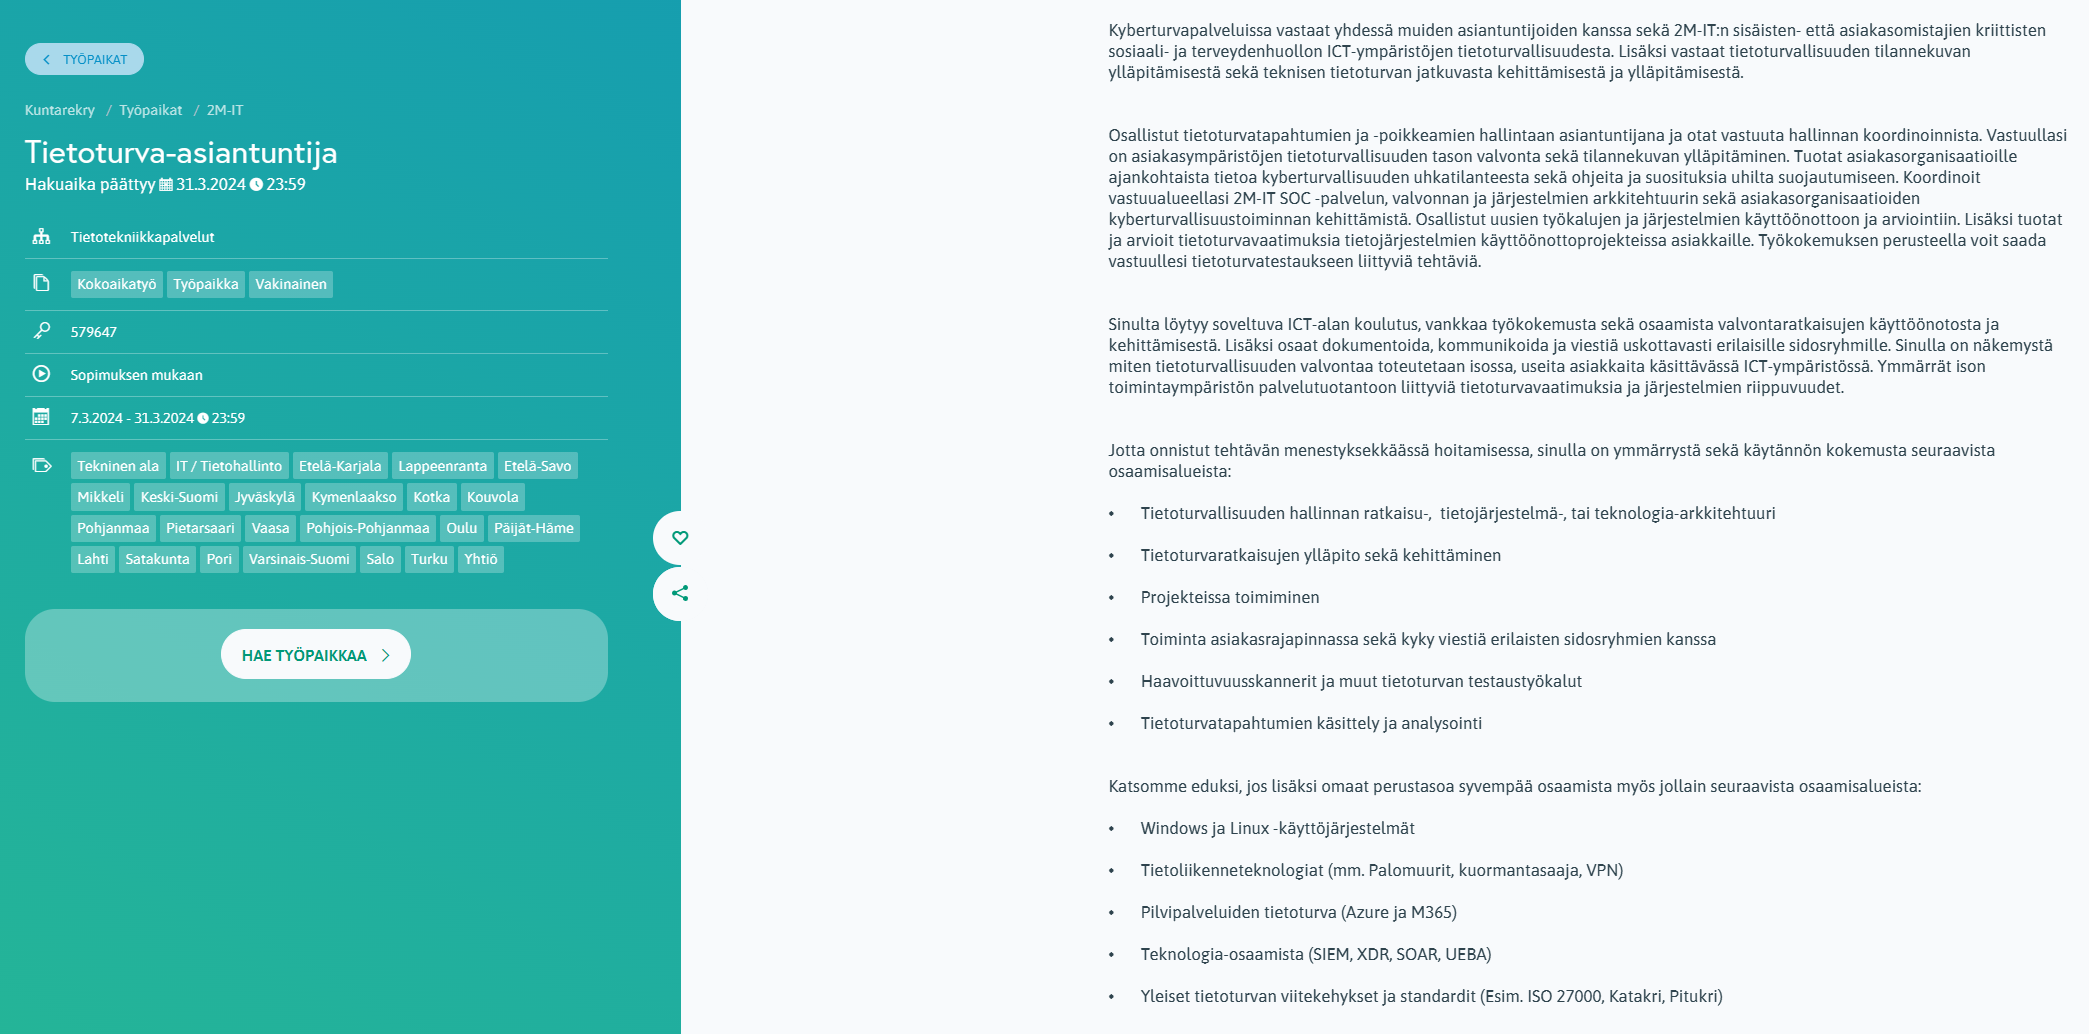 TYÖPAIKAT
Kuntarekry / Työpaikat / 2M-IT
Tietoturva-asiantuntija
Hakuaika päättyy 31.3.2024 23:59
Tietotekniikkapalvelut
Kokoaikatyö Työpaikka Vakinainen
579647
Sopimuksen mukaan
7.3.2024 - 31.3.2024 23:59
Tekninen ala IT / Tietohallinto Etelä-Karjala Lappeenranta Etelä-Savo
Mikkeli Keski-Suomi Jyväskylä Kymenlaakso Kotka Kouvola
Pohjanmaa Pietarsaari Vaasa Pohjois-Pohjanmaa Oulu Päijät-Häme
Lahti Satakunta Pori Varsinais-Suomi Salo Turku Yhtiö
HAE TYÖPAIKKAA
Kyberturvapalveluissa vastaat yhdessä muiden asiantuntijoiden kanssa sekä 2M-IT:n sisäisten- että asiakasomistajien kriittisten
sosiaali- ja terveydenhuollon ICT-ympäristöjen tietoturvallisuudesta. Lisäksi vastaat tietoturvallisuuden tilannekuvan
ylläpitämisestä sekä teknisen tietoturvan jatkuvasta kehittämisestä ja ylläpitämisestä.
Osallistut tietoturvatapahtumien ja -poikkeamien hallintaan asiantuntijana ja otat vastuuta hallinnan koordinoinnista. Vastuullasi
on asiakasympäristöjen tietoturvallisuuden tason valvonta sekä tilannekuvan ylläpitäminen. Tuotat asiakasorganisaatioille
ajankohtaista tietoa kyberturvallisuuden uhkatilanteesta sekä ohjeita ja suosituksia uhilta suojautumiseen. Koordinoit
vastuualueellasi 2M-IT SOC -palvelun, valvonnan ja järjestelmien arkkitehtuurin sekä asiakasorganisaatioiden
kyberturvallisuustoiminnan kehittämistä. Osallistut uusien työkalujen ja järjestelmien käyttöönottoon ja arviointiin. Lisäksi tuotat
ja arvioit tietoturvavaatimuksia tietojärjestelmien käyttöönottoprojekteissa asiakkaille. Työkokemuksen perusteella voit saada
vastuullesi tietoturvatestaukseen liittyviä tehtäviä.
Sinulta löytyy soveltuva ICT-alan koulutus, vankkaa työkokemusta sekä osaamista valvontaratkaisujen käyttöönotosta ja
kehittämisestä. Lisäksi osaat dokumentoida, kommunikoida ja viestiä uskottavasti erilaisille sidosryhmille. Sinulla on näkemystä
miten tietoturvallisuuden valvontaa toteutetaan isossa, useita asiakkaita käsittävässä ICT-ympäristössä. Ymmärrät ison
toimintaympäristön palvelutuotantoon liittyviä tietoturvavaatimuksia ja järjestelmien riippuvuudet.
Jotta onnistut tehtävän menestyksekkäässä hoitamisessa, sinulla on ymmärrystä sekä käytännön kokemusta seuraavista
osaamisalueista:
• Tietoturvallisuuden hallinnan ratkaisu-, tietojärjestelmä-, tai teknologia-arkkitehtuuri
• Tietoturvaratkaisujen ylläpito sekä kehittäminen
• Projekteissa toimiminen
• Toiminta asiakasrajapinnassa sekä kyky viestiä erilaisten sidosryhmien kanssa
• Haavoittuvuusskannerit ja muut tietoturvan testaustyökalut
• Tietoturvatapahtumien käsittely ja analysointi
Katsomme eduksi, jos lisäksi omaat perustasoa syvempää osaamista myös jollain seuraavista osaamisalueista:
• Windows ja Linux -käyttöjärjestelmät
• Tietoliikenneteknologiat (mm. Palomuurit, kuormantasaaja, VPN)
• Pilvipalveluiden tietoturva (Azure ja M365)
• Teknologia-osaamista (SIEM, XDR, SOAR, UEBA)
• Yleiset tietoturvan viitekehykset ja standardit (Esim. ISO 27000, Katakri, Pitukri)